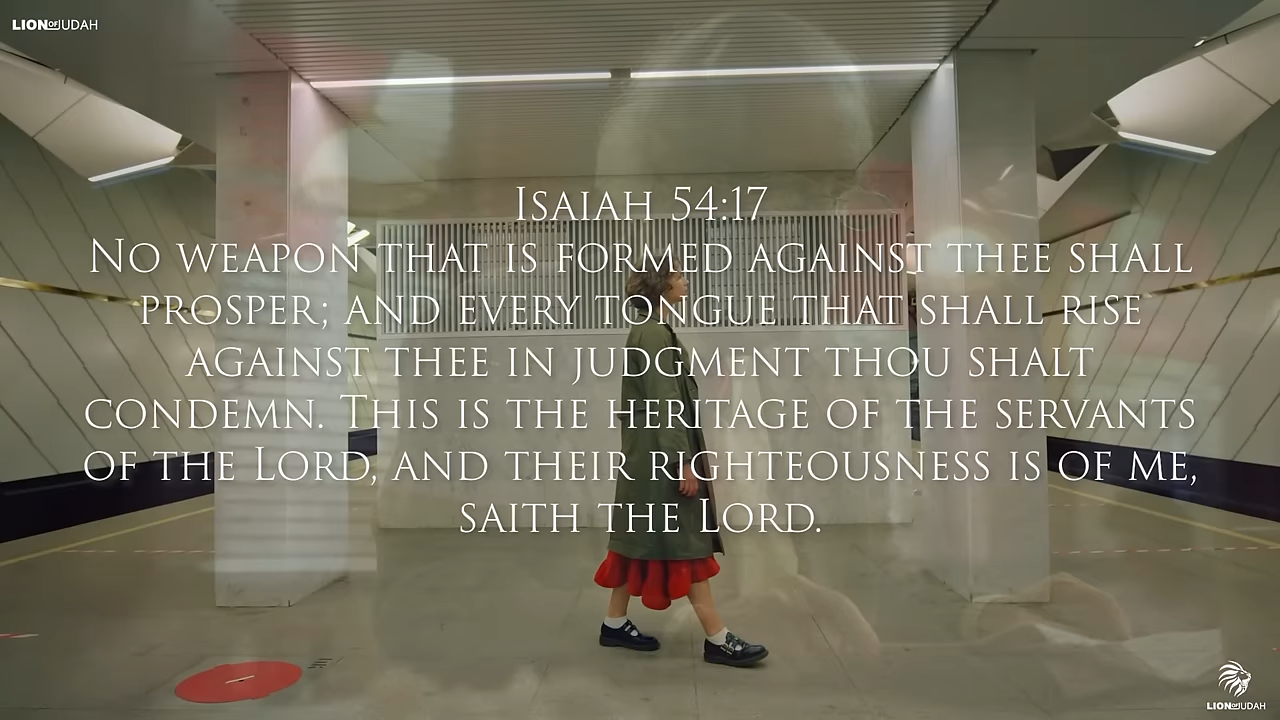 LION OF JUDAH
Isaiah 54:17
No weapon that is formed against thee shall
prosper; and every tongue that shall rise
against thee in judgment thou shalt
condemn. This is the heritage of the servants
of the Lord, and their righteousness is of me,
saith the Lord.
LION OF JUDAH